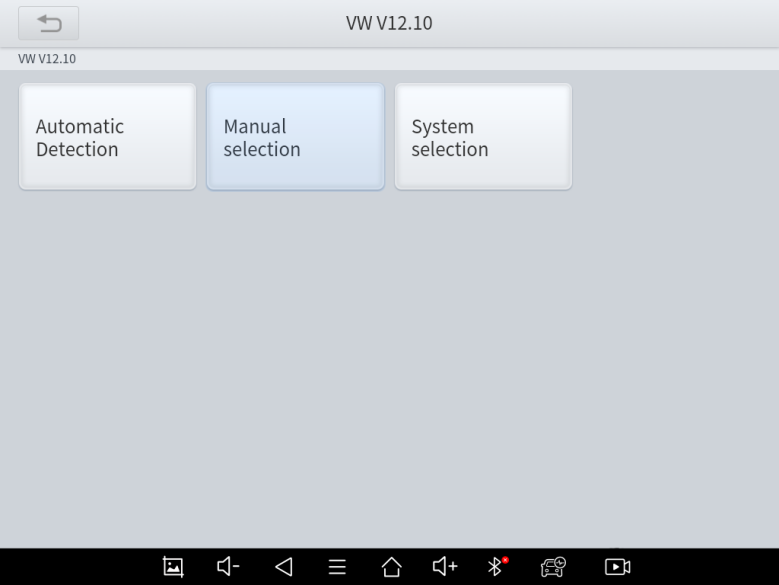 VW V12.10
VW V12.10
Automatic
Detection
Manual
selection
System
selection